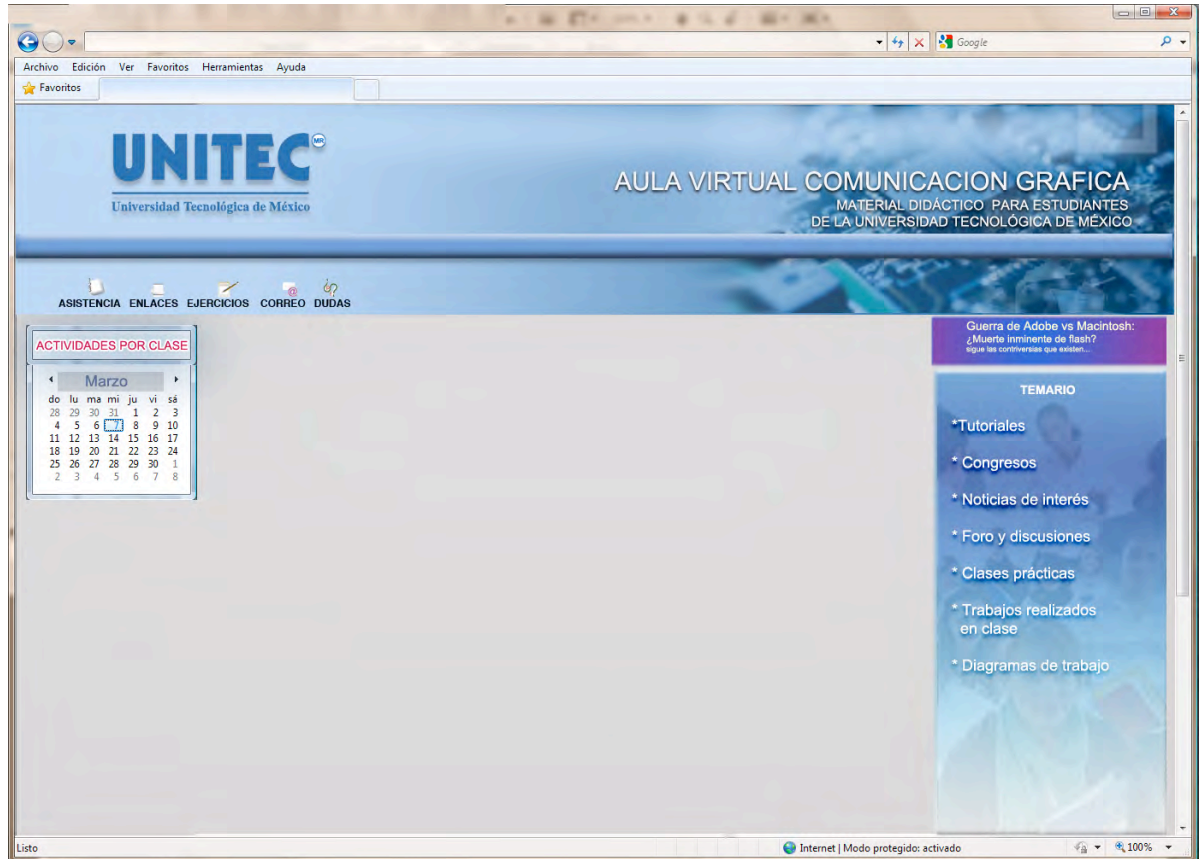 Google
Archivo Edición Ver Favoritos Herramientas Ayuda
Favoritos
UNITEC MR
Universidad Tecnológica de México
AULA VIRTUAL COMUNICACION GRAFICA
MATERIAL DIDÁCTICO PARA ESTUDIANTES
DE LA UNIVERSIDAD TECNOLÓGICA DE MÉXICO
ASISTENCIA ENLACES EJERCICIOS CORREO DUDAS
ACTIVIDADES POR CLASE
Marzo
do lu ma mi ju vi sá
28 29 30 31 1 2 3
4 5 6 7 8 9 10
11 12 13 14 15 16 17
18 19 20 21 22 23 24
25 26 27 28 29 30 1
2 3 4 5 6 7 8
Guerra de Adobe vs Macintosh:
¿Muerte inminente de flash?
sigue las contriversias que existen...
TEMARIO
*Tutoriales
* Congresos
* Noticias de interés
* Foro y discusiones
* Clases prácticas
* Trabajos realizados
en clase
* Diagramas de trabajo
Listo
Internet | Modo protegido: activado
100%